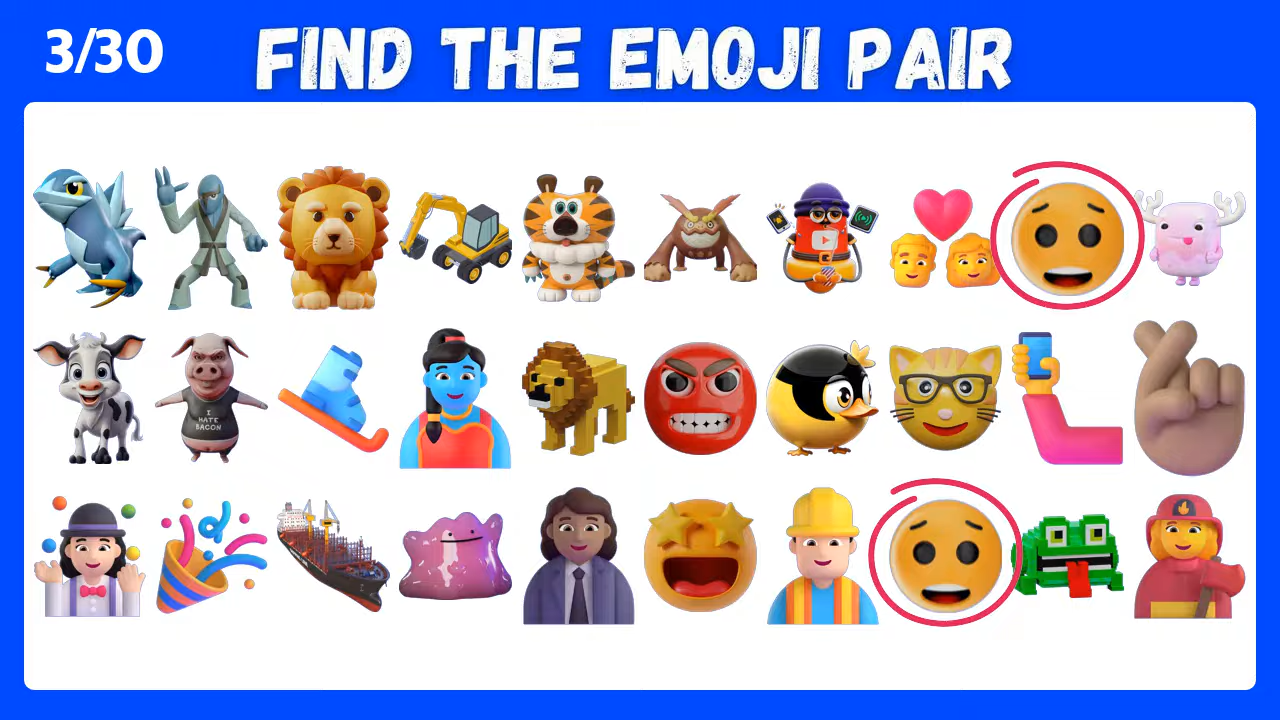 3/30
FIND THE EMOJI PAIR
I
HATE
BACON